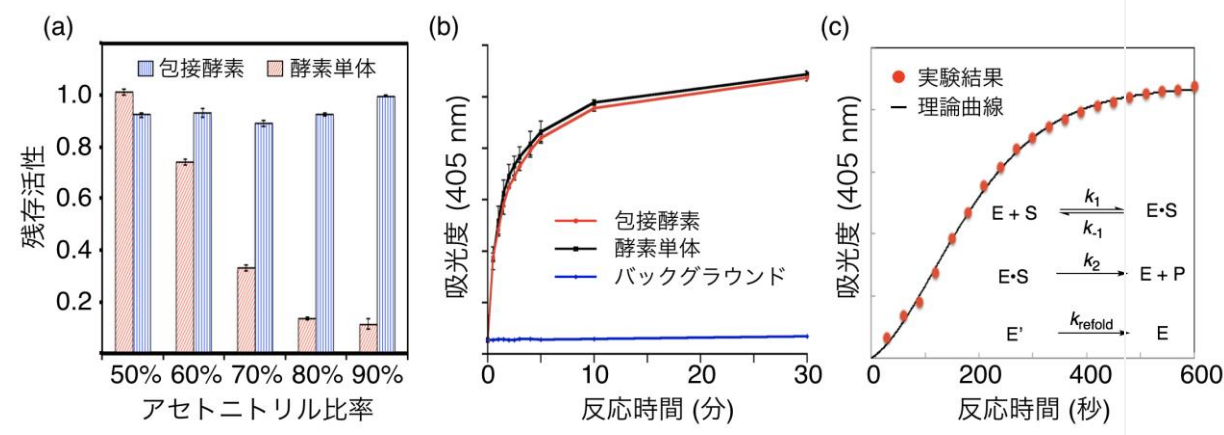 (a)
包接酵素
酵素単体
1.0
0.8
0.6
0.4
0.2
残存活性
50% 60% 70% 80% 90%
アセトニトリル比率
(b)
吸光度 (405 nm)
包接酵素
酵素単体
バックグラウンド
0 10 20 30
反応時間 (分)
(c)
吸光度 (405 nm)
実験結果
理論曲線
E + S k1 k-1 E•S
E•S k2 E + P
E' krefold E
0 200 400 600
反応時間 (秒)